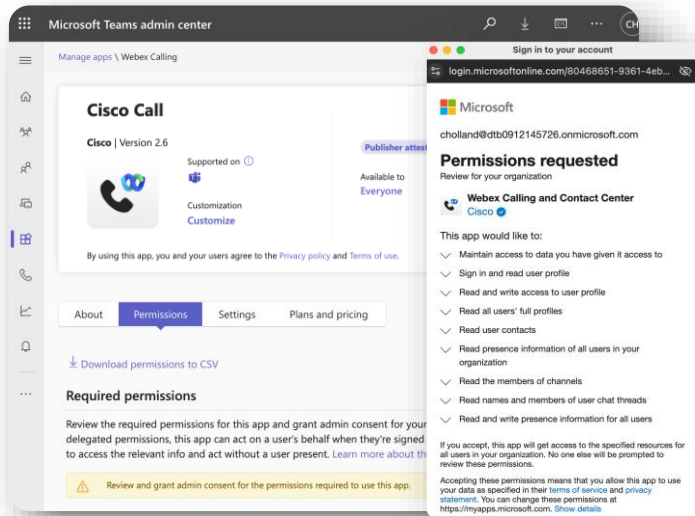 Microsoft Teams admin center
CH
Manage apps \ Webex Calling
Cisco Call
Cisco | Version 2.6
Supported on
Customization
Customize
Publisher attest
Available to
Everyone
By using this app, you and your users agree to the Privacy policy and Terms of use.
About
Permissions
Settings
Plans and pricing
Download permissions to CSV
Required permissions
Review the required permissions for this app and grant admin consent for your
delegated permissions, this app can act on a user's behalf when they're signed
to access the relevant info and act without a user present. Learn more about th
Review and grant admin consent for the permissions required to use this app.
Sign in to your account
login.microsoftonline.com/80468651-9361-4eb...
Microsoft
cholland@dtb0912145726.onmicrosoft.com
Permissions requested
Review for your organization
Webex Calling and Contact Center
Cisco
This app would like to:
Maintain access to data you have given it access to
Sign in and read user profile
Read and write access to user profile
Read all users' full profiles
Read user contacts
Read presence information of all users in your
organization
Read the members of channels
Read names and members of user chat threads
Read and write presence information for all users
If you accept, this app will get access to the specified resources for
all users in your organization. No one else will be prompted to
review these permissions.
Accepting these permissions means that you allow this app to use
your data as specified in their terms of service and privacy
statement. You can change these permissions at
https://myapps.microsoft.com. Show details